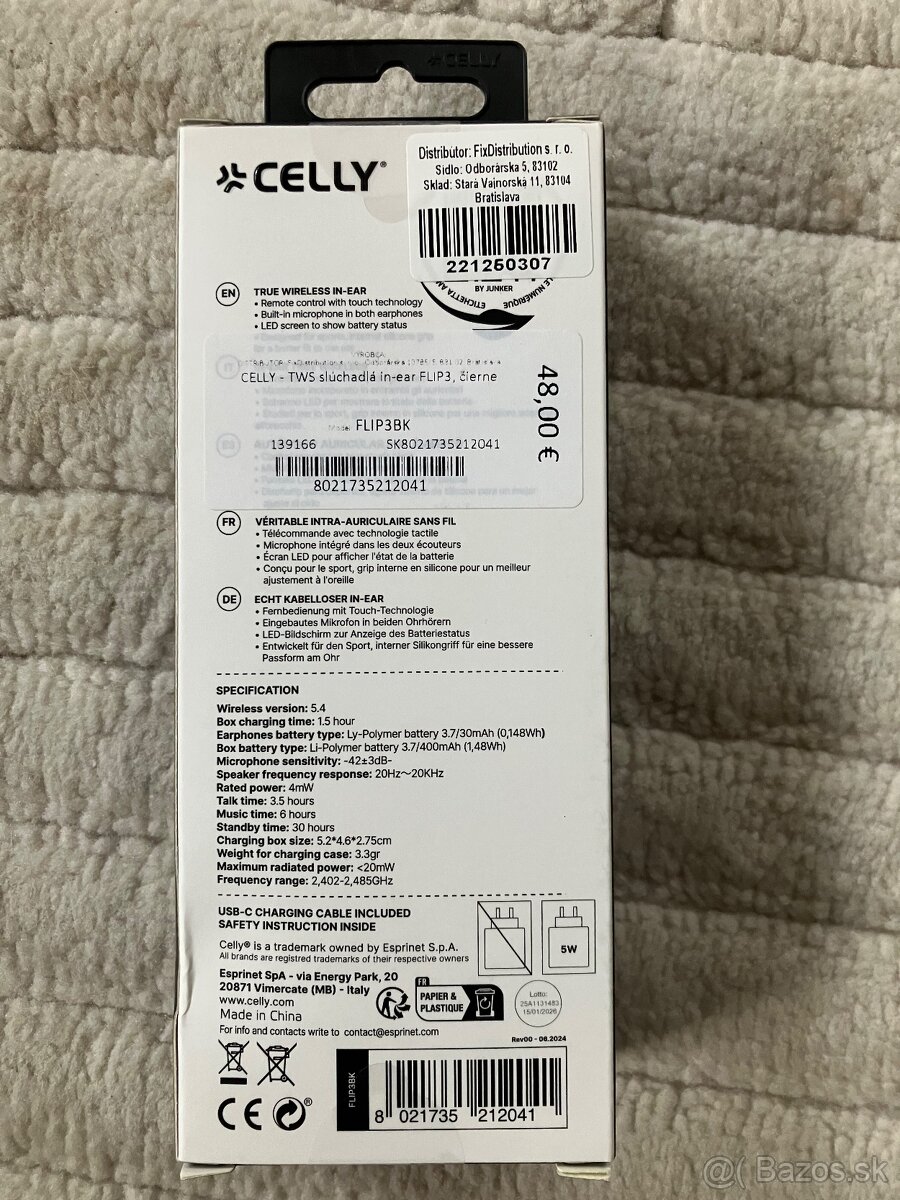 CELLY
CELLY®
Distribútor: FixDistribution s. r. o.
Sídlo: Odborárska 5, 83102
Sklad: Stará Vajnorská 11, 83104
Bratislava
221250307
BY JUNKER
EN
TRUE WIRELESS IN-EAR
• Remote control with touch technology
• Built-in microphone in both earphones
• LED screen to show battery status
VÝROBCA:
CELLY - TWS slúchadlá in-ear FLIP3, čierne
Model FLIP3BK
139166 SK8021735212041
8021735212041
48,00 €
FR
VÉRITABLE INTRA-AURICULAIRE SANS FIL
• Télécommande avec technologie tactile
• Microphone intégré dans les deux écouteurs
• Écran LED pour afficher l'état de la batterie
• Conçu pour le sport, grip interne en silicone pour un meilleur
ajustement à l'oreille
DE
ECHT KABELLOSER IN-EAR
• Fernbedienung mit Touch-Technologie
• Eingebautes Mikrofon in beiden Ohrhörern
• LED-Bildschirm zur Anzeige des Batteriestatus
• Entwickelt für den Sport, interner Silikongriff für eine bessere
Passform am Ohr
SPECIFICATION
Wireless version: 5.4
Box charging time: 1.5 hour
Earphones battery type: Ly-Polymer battery 3.7/30mAh (0,148Wh)
Box battery type: Li-Polymer battery 3.7/400mAh (1,48Wh)
Microphone sensitivity: -42±3dB-
Speaker frequency response: 20Hz~20KHz
Rated power: 4mW
Talk time: 3.5 hours
Music time: 6 hours
Standby time: 30 hours
Charging box size: 5.2*4.6*2.75cm
Weight for charging case: 3.3gr
Maximum radiated power: <20mW
Frequency range: 2,402-2,485GHz
USB-C CHARGING CABLE INCLUDED
SAFETY INSTRUCTION INSIDE
5W
Celly® is a trademark owned by Esprinet S.p.A.
All brands are registered trademarks of their respective owners
Esprinet SpA - via Energy Park, 20
20871 Vimercate (MB) - Italy
www.celly.com
Made in China
For info and contacts write to contact@esprinet.com
FR
PAPIER &
PLASTIQUE
Lotto:
25A1131483
15/01/2026
Rev00 - 06.2024
FLIP3BK
8 021735 212041
CE
@( Bazos.sk